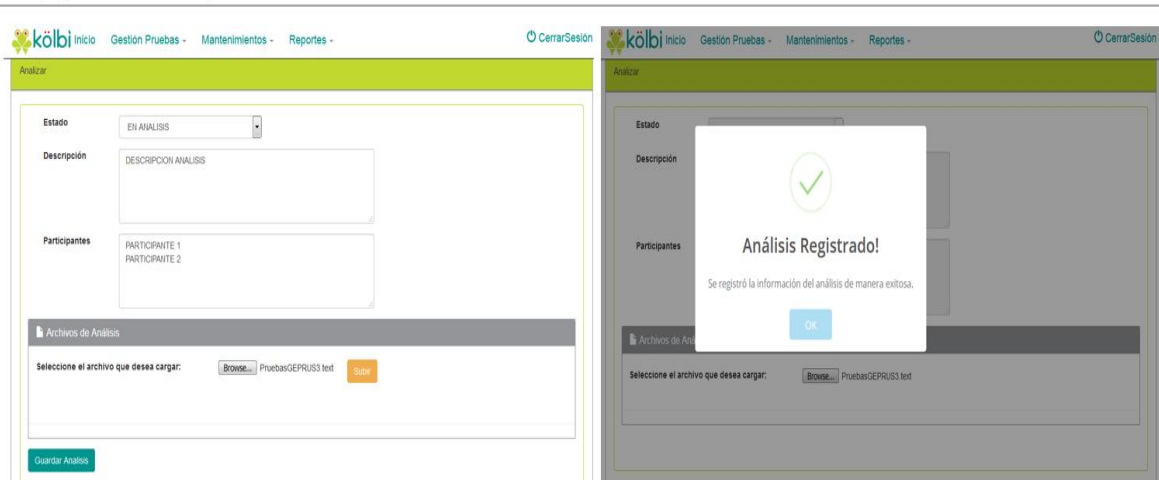 kölbi Inicio Gestión Pruebas Mantenimientos Reportes CerrarSesión
Analizar
Estado EN ANALISIS
Descripción DESCRIPCION ANALISIS
Participantes PARTICIPANTE 1
PARTICIPANTE 2
Archivos de Análisis
Seleccione el archivo que desea cargar: Browse... PruebasGEPRUS3.text Subir
Guardar Analisis
kölbi Inicio Gestión Pruebas Mantenimientos Reportes CerrarSesión
Analizar
Estado
Descripción
Participantes
Análisis Registrado!
Se registró la información del análisis de manera exitosa.
OK
Archivos de Aná
Seleccione el archivo que desea cargar: Browse... PruebasGEPRUS3.text